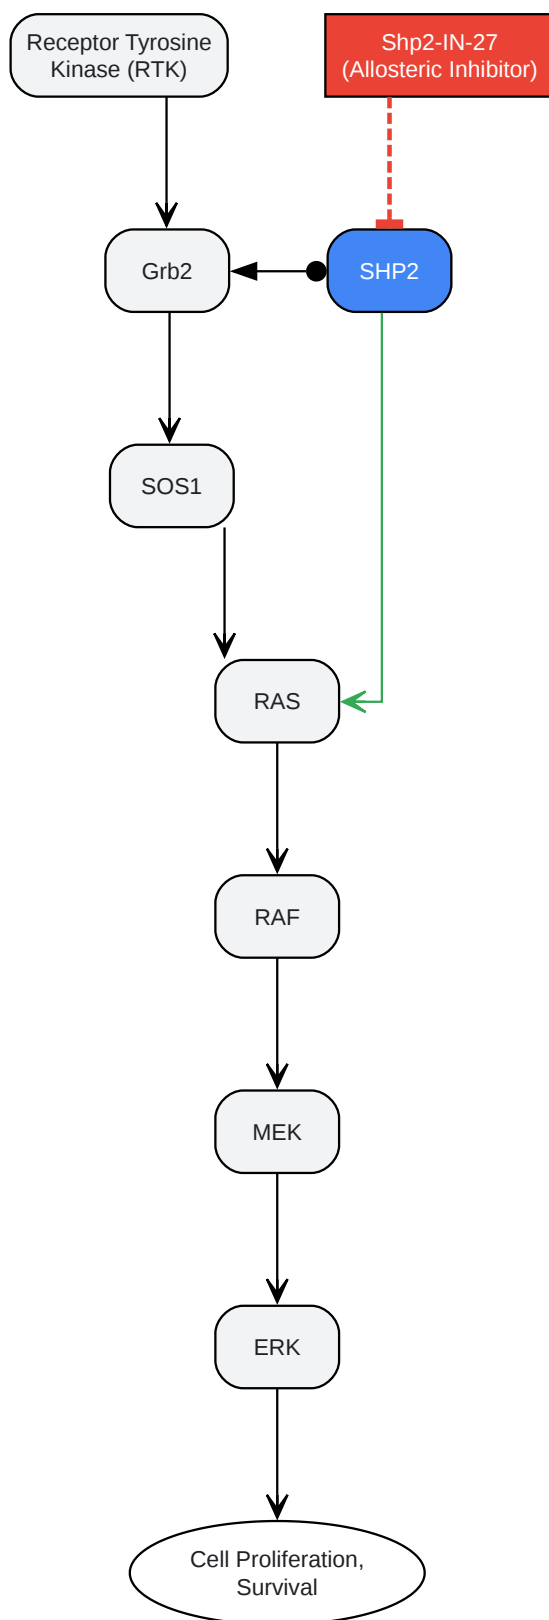 Receptor Tyrosine
Kinase (RTK)
Shp2-IN-27
(Allosteric Inhibitor)
Grb2
SHP2
SOS1
RAS
RAF
MEK
ERK
Cell Proliferation,
Survival